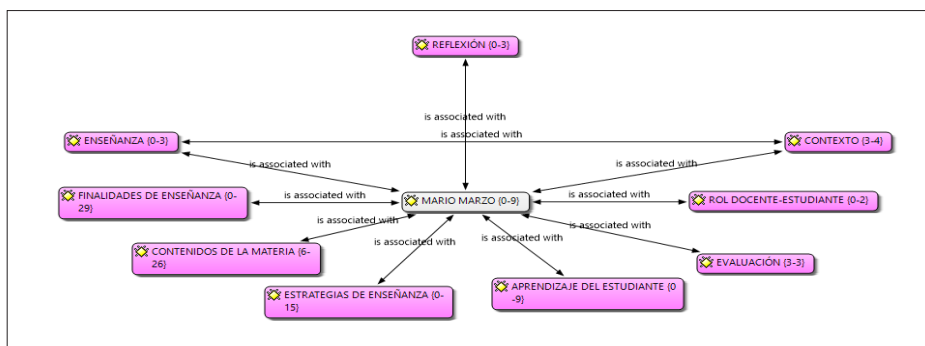 REFLEXIÓN {0-3}
is associated with
is associated with
ENSEÑANZA {0-3}
CONTEXTO {3-4}
is associated with
is associated with
FINALIDADES DE ENSEÑANZA {0-
29}
is associated with
MARIO MARZO {0-9}
is associated with
ROL DOCENTE-ESTUDIANTE {0-2}
is associated with
is associated with
is associated with
is associated with
CONTENIDOS DE LA MATERIA {6-
26}
EVALUACIÓN {3-3}
ESTRATEGIAS DE ENSEÑANZA {0-
15}
APRENDIZAJE DEL ESTUDIANTE {0
-9}